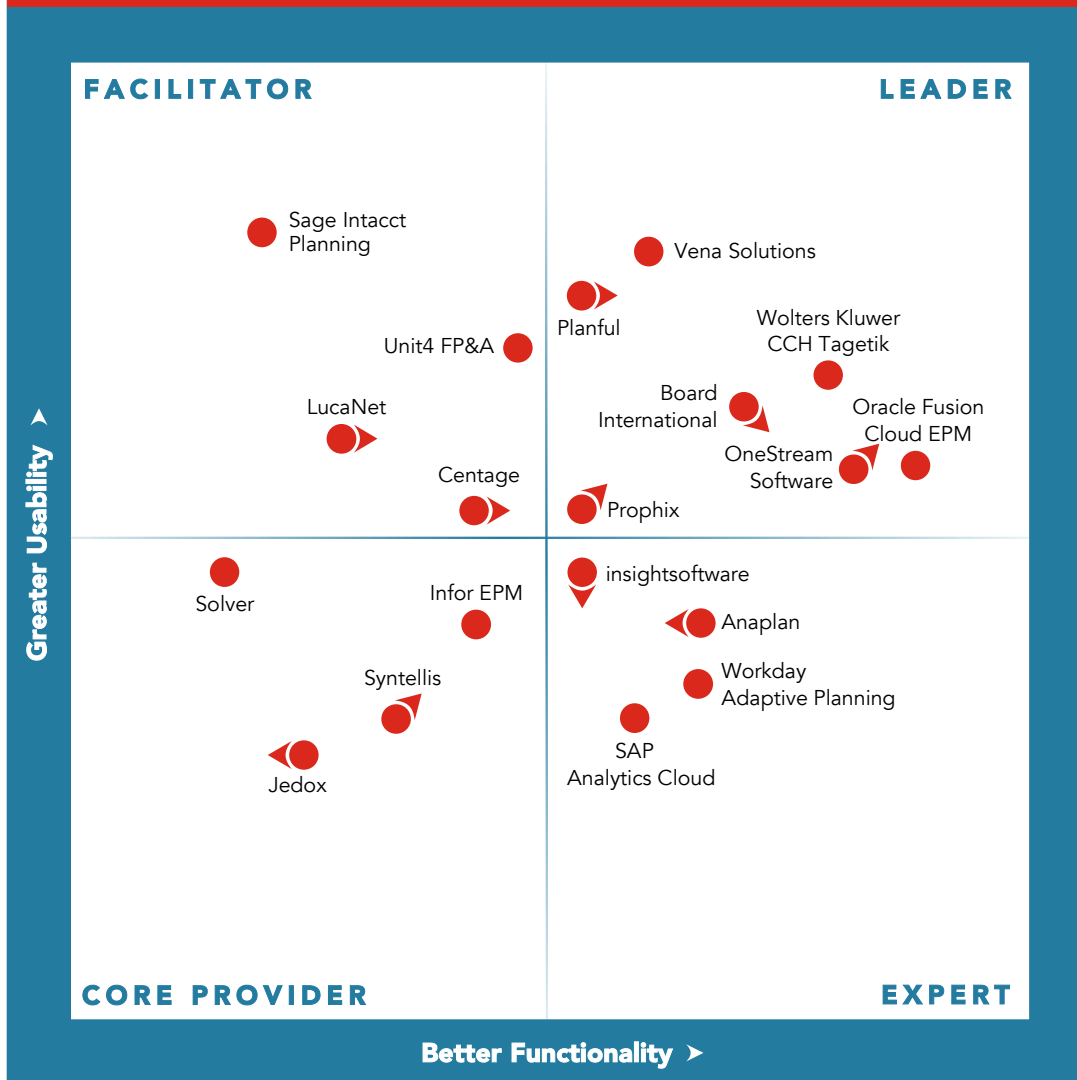 FACILITATOR
LEADER
Sage Intacct
Planning
Vena Solutions
Planful
Wolters Kluwer
CCH Tagetik
Unit4 FP&A
Board
International
LucaNet
Oracle Fusion
Cloud EPM
OneStream
Software
Centage
Prophix
Greater Usability
Solver
Infor EPM
insightsoftware
Anaplan
Syntellis
Workday
Adaptive Planning
Jedox
SAP
Analytics Cloud
CORE PROVIDER
EXPERT
Better Functionality